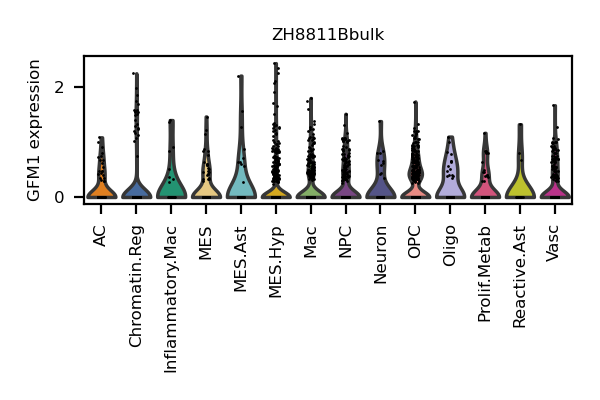 ZH8811Bbulk
GFM1 expression
2
0
AC
Chromatin.Reg
Inflammatory.Mac
MES
MES.Ast
MES.Hyp
Mac
NPC
Neuron
OPC
Oligo
Prolif.Metab
Reactive.Ast
Vasc